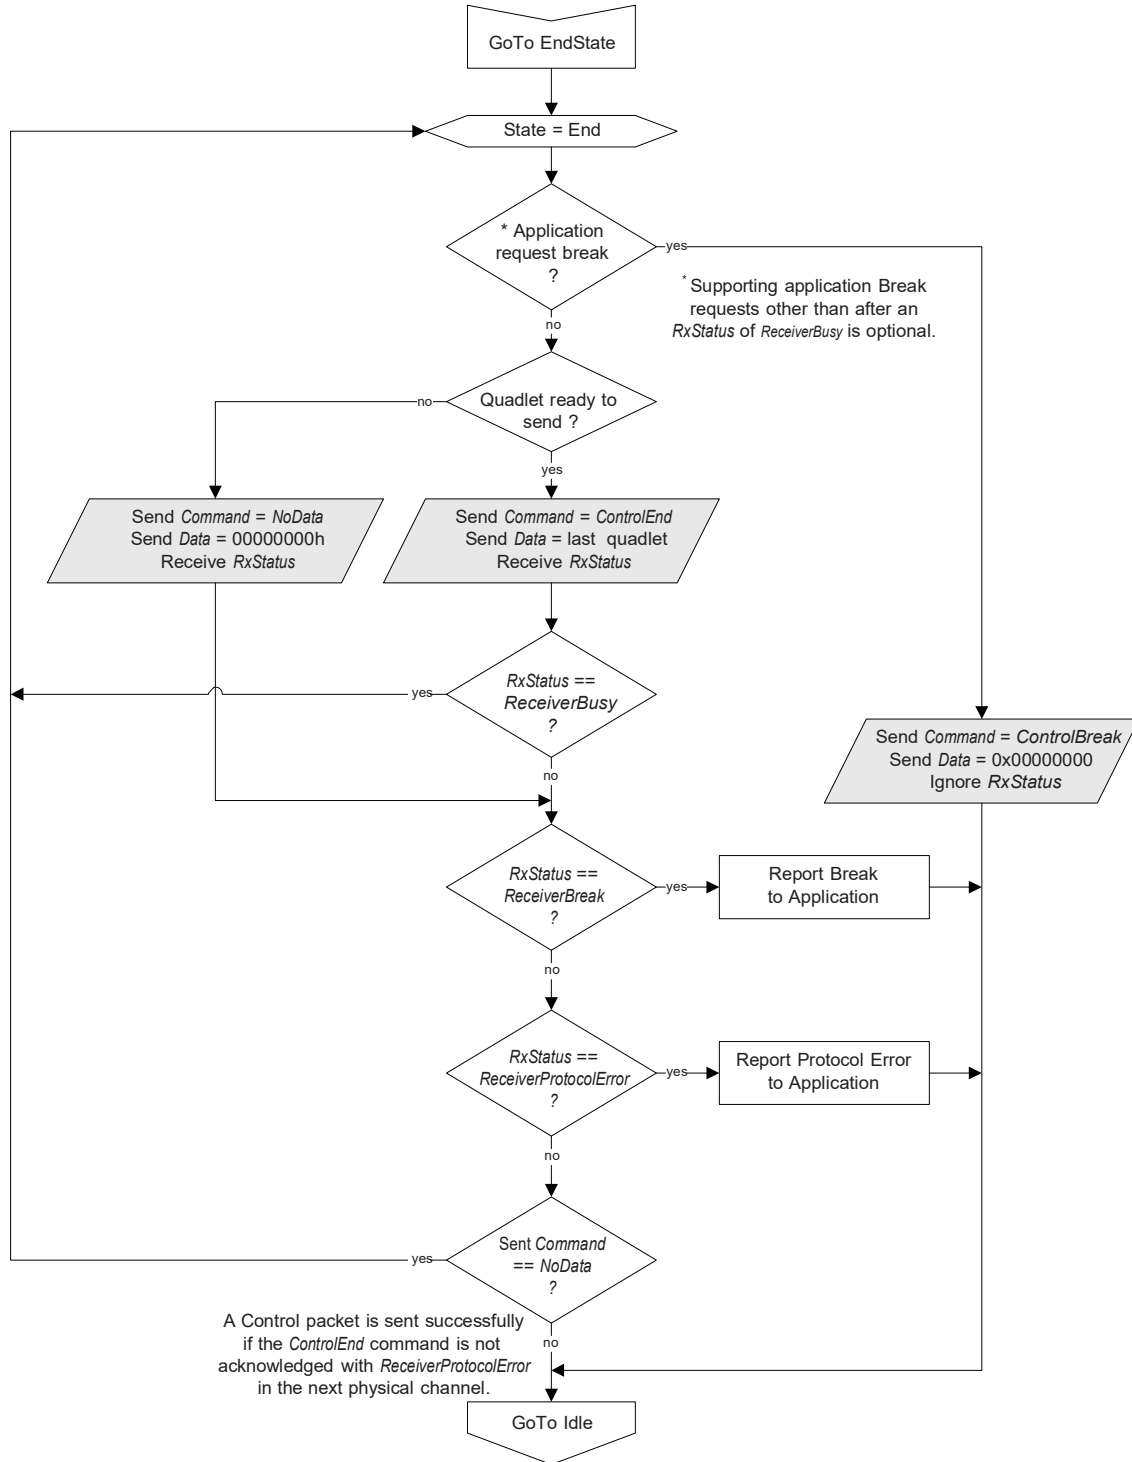 GoTo EndState
State = End
* Application
request break
?
yes
* Supporting application Break
requests other than after an
RxStatus of ReceiverBusy is optional.
no
Quadlet ready to
send ?
no
yes
Send Command = NoData
Send Data = 00000000h
Receive RxStatus
Send Command = ControlEnd
Send Data = last quadlet
Receive RxStatus
RxStatus ==
ReceiverBusy
?
yes
no
Send Command = ControlBreak
Send Data = 0x00000000
Ignore RxStatus
RxStatus ==
ReceiverBreak
?
yes
Report Break
to Application
no
RxStatus ==
ReceiverProtocolError
?
yes
Report Protocol Error
to Application
no
Sent Command
== NoData
?
yes
no
A Control packet is sent successfully
if the ControlEnd command is not
acknowledged with ReceiverProtocolError
in the next physical channel.
GoTo Idle